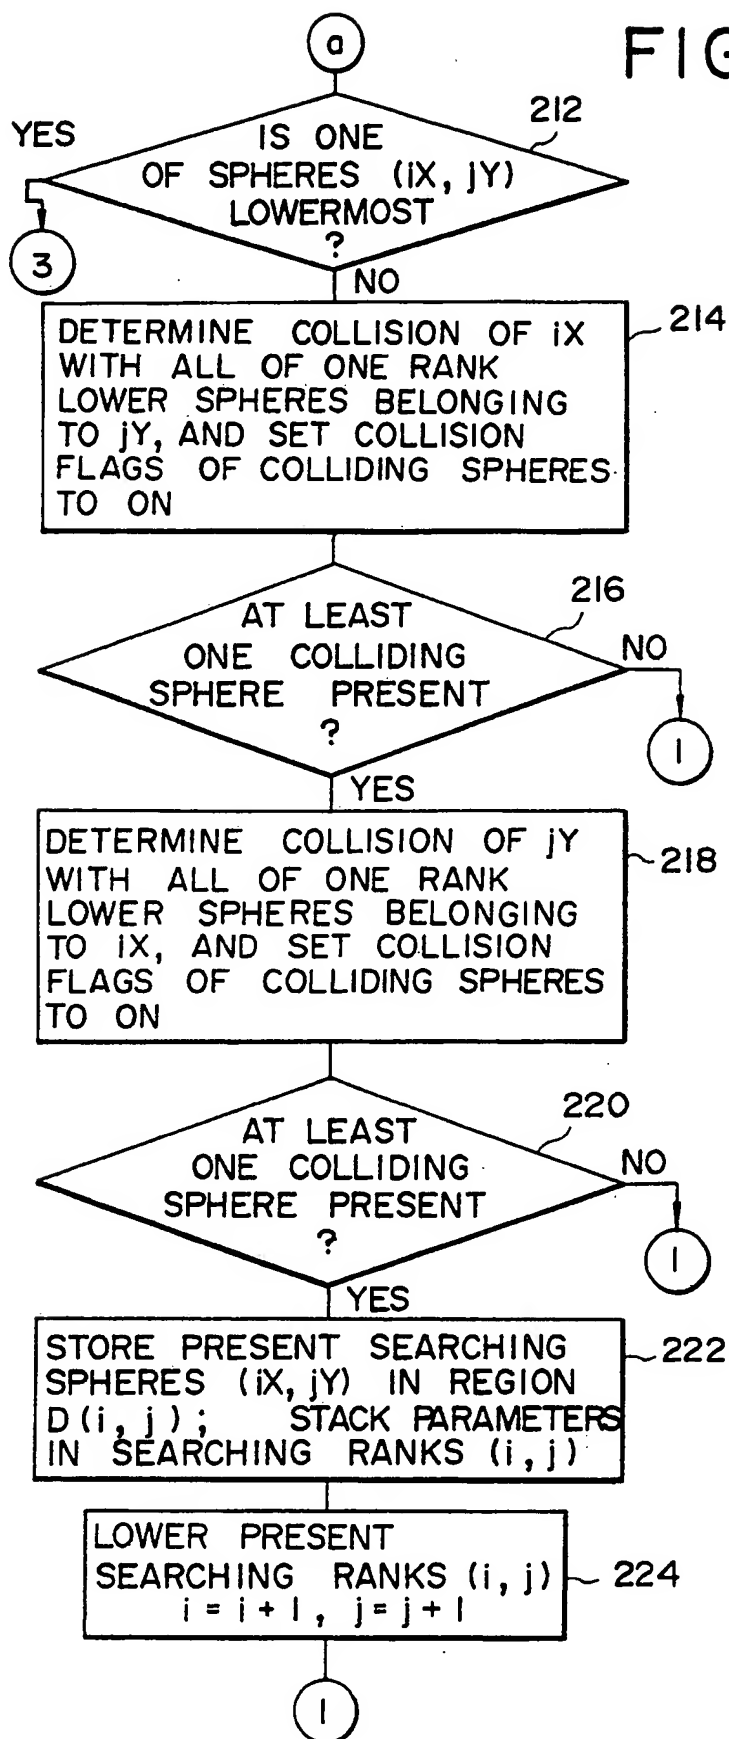 a
FIG
212
YES
IS ONE
OF SPHERES (iX, jY)
LOWERMOST
?
3
NO
214
DETERMINE COLLISION OF iX
WITH ALL OF ONE RANK
LOWER SPHERES BELONGING
TO jY, AND SET COLLISION
FLAGS OF COLLIDING SPHERES
TO ON
216
AT LEAST
ONE COLLIDING
SPHERE PRESENT
?
NO
1
YES
218
DETERMINE COLLISION OF jY
WITH ALL OF ONE RANK
LOWER SPHERES BELONGING
TO iX, AND SET COLLISION
FLAGS OF COLLIDING SPHERES
TO ON
220
AT LEAST
ONE COLLIDING
SPHERE PRESENT
?
NO
1
YES
222
STORE PRESENT SEARCHING
SPHERES (iX, jY) IN REGION
D(i, j); STACK PARAMETERS
IN SEARCHING RANKS (i, j)
224
LOWER PRESENT
SEARCHING RANKS (i, j)
i = i + 1, j = j + 1
1